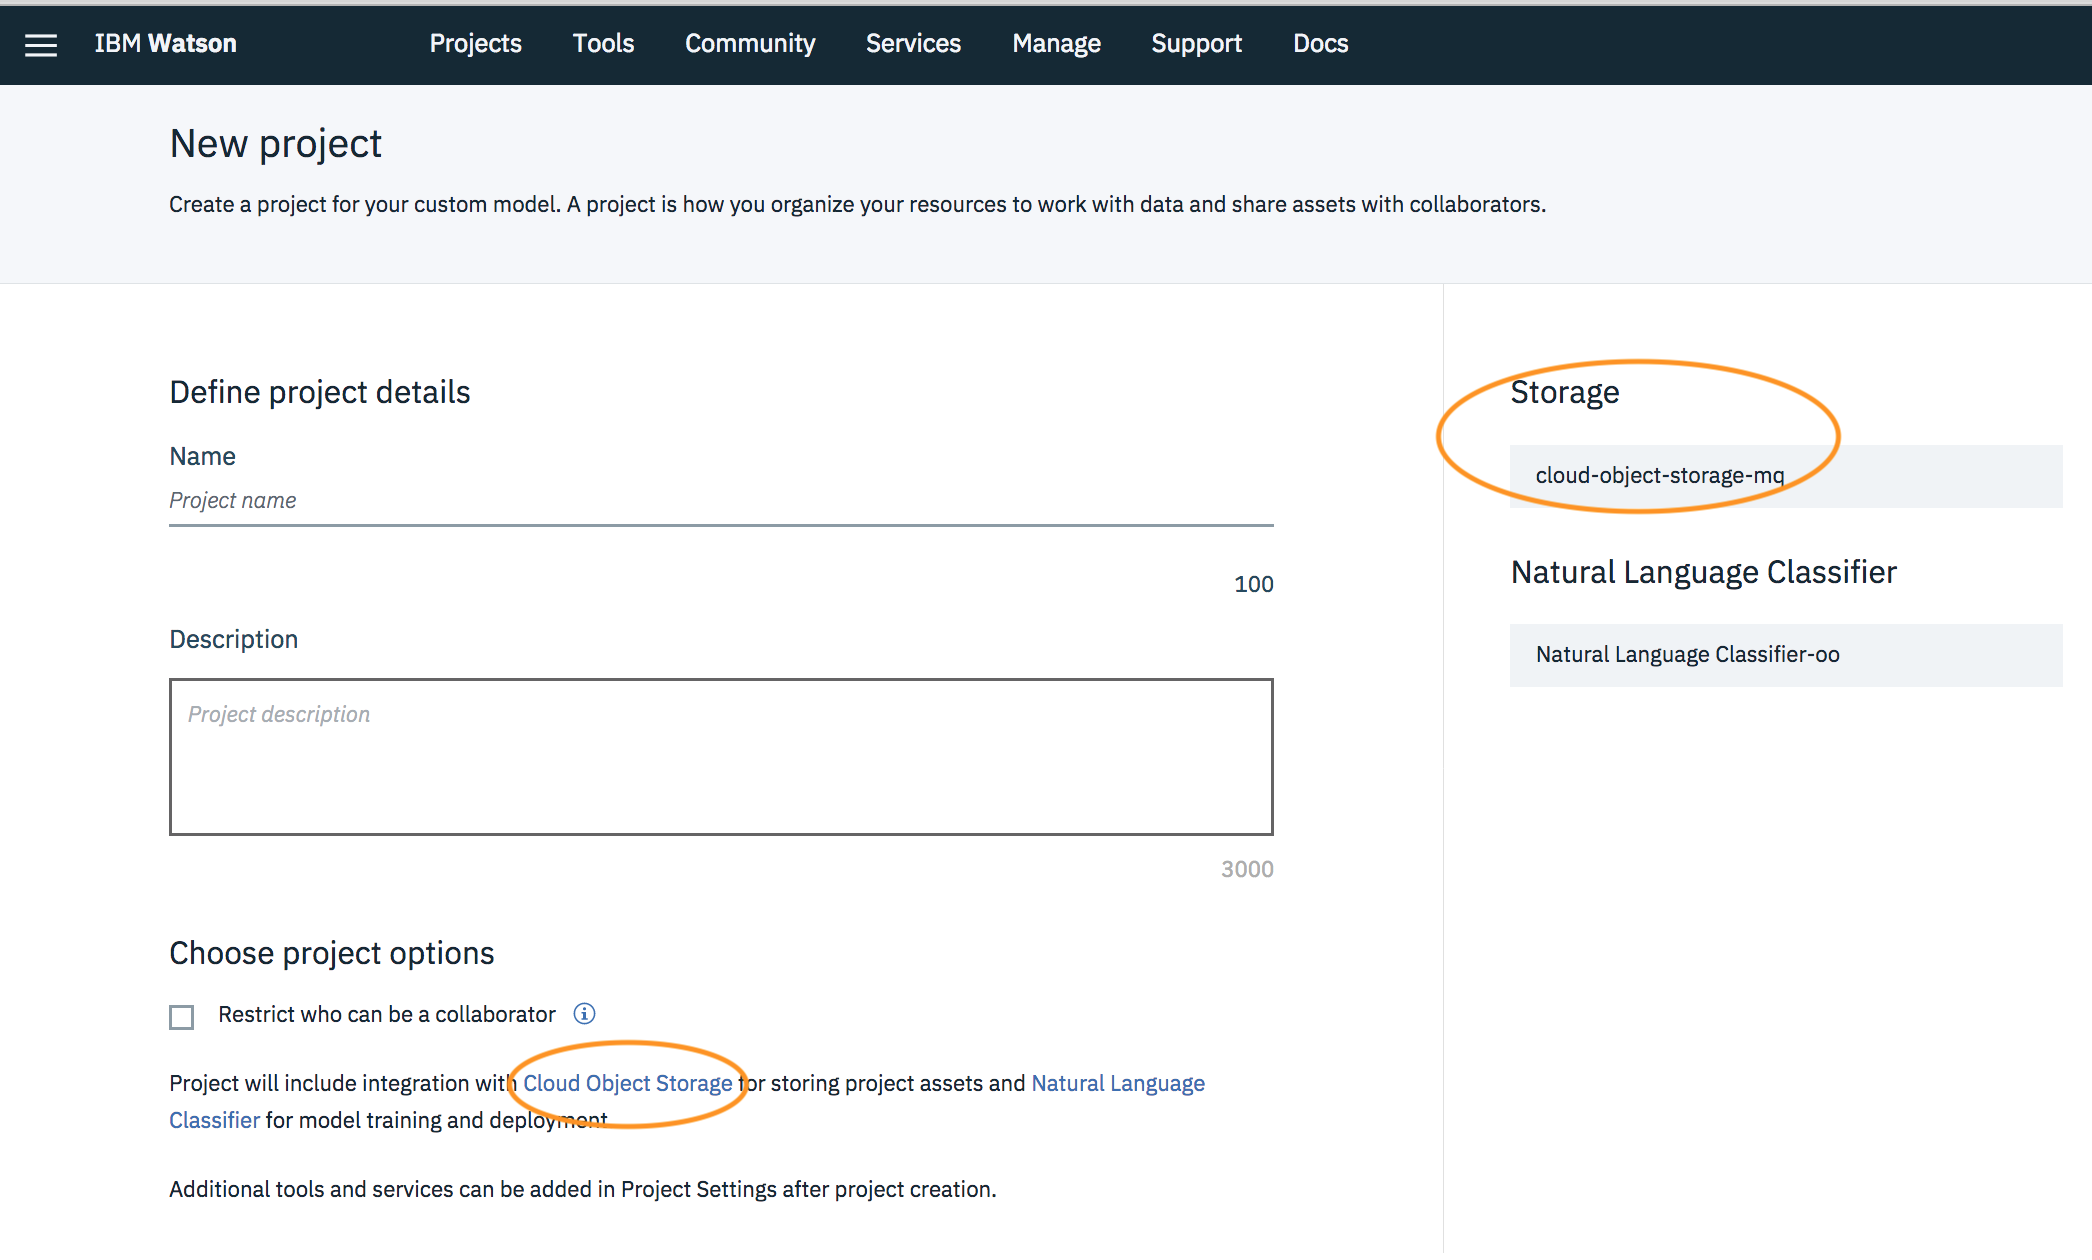 IBM Watson
Projects
Tools
Community
Services
Manage
Support
Docs
New project
Create a project for your custom model. A project is how you organize your resources to work with data and share assets with collaborators.
Define project details
Name
Project name
100
Description
Project description
3000
Choose project options
Restrict who can be a collaborator
Project will include integration with Cloud Object Storage for storing project assets and Natural Language
Classifier for model training and deployment
Additional tools and services can be added in Project Settings after project creation.
Storage
cloud-object-storage-mq
Natural Language Classifier
Natural Language Classifier-oo